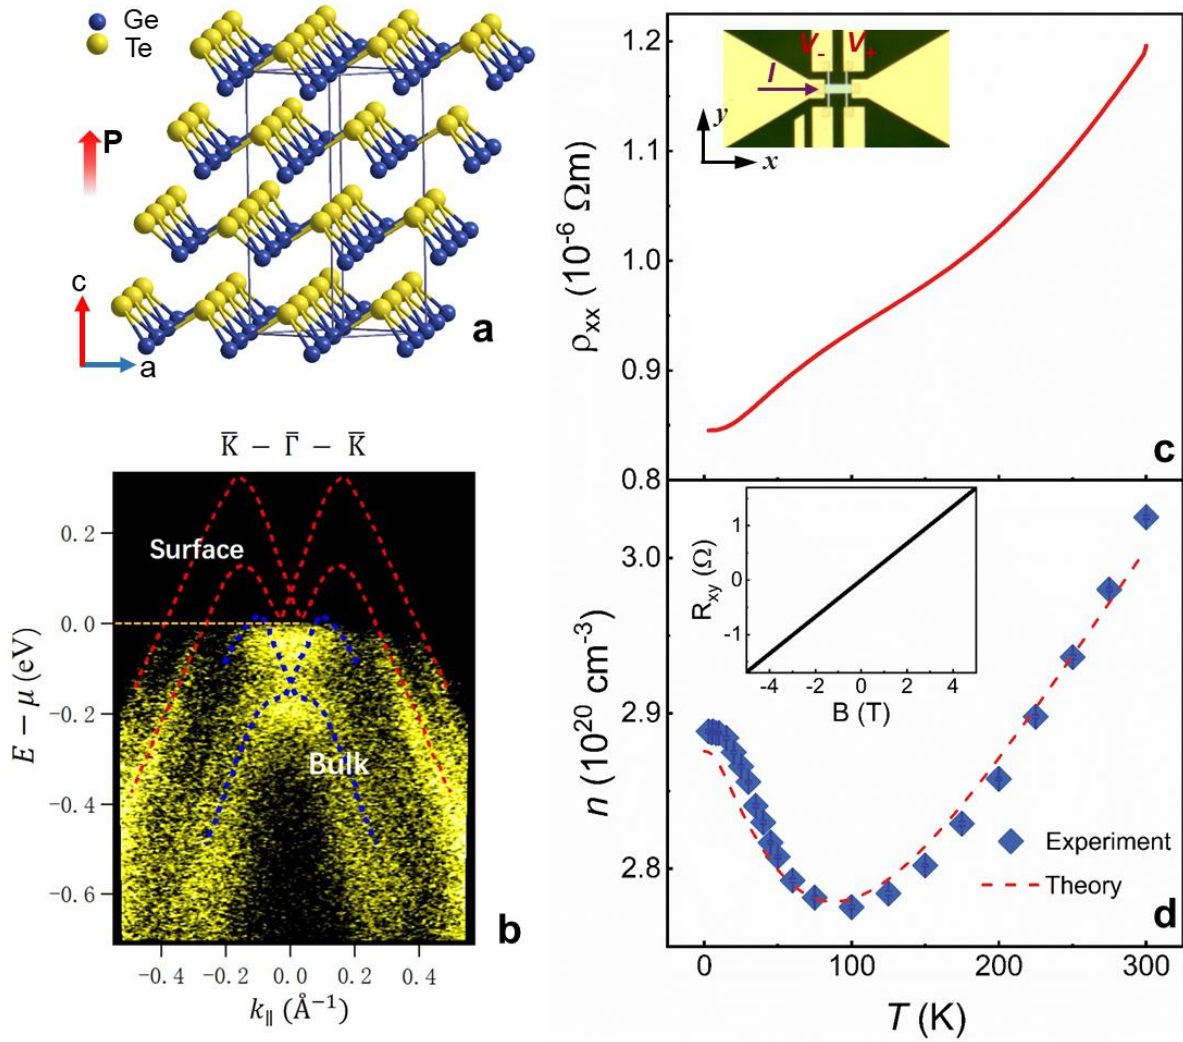 Ge
Te
P
c
a
a
K̅ − Γ̅ − K̅
E − μ (eV)
0.2
0.0
-0.2
-0.4
-0.6
Surface
Bulk
b
-0.4 -0.2 0.0 0.2 0.4
k∥ (Å⁻¹)
ρxx (10⁻⁶ Ωm)
1.2
1.1
1.0
0.9
0.8
V₋ V₊
I
y
x
c
n (10²⁰ cm⁻³)
3.0
2.9
2.8
Rxy (Ω)
1
0
-1
-4 -2 0 2 4
B (T)
Experiment
Theory
d
0 100 200 300
T (K)